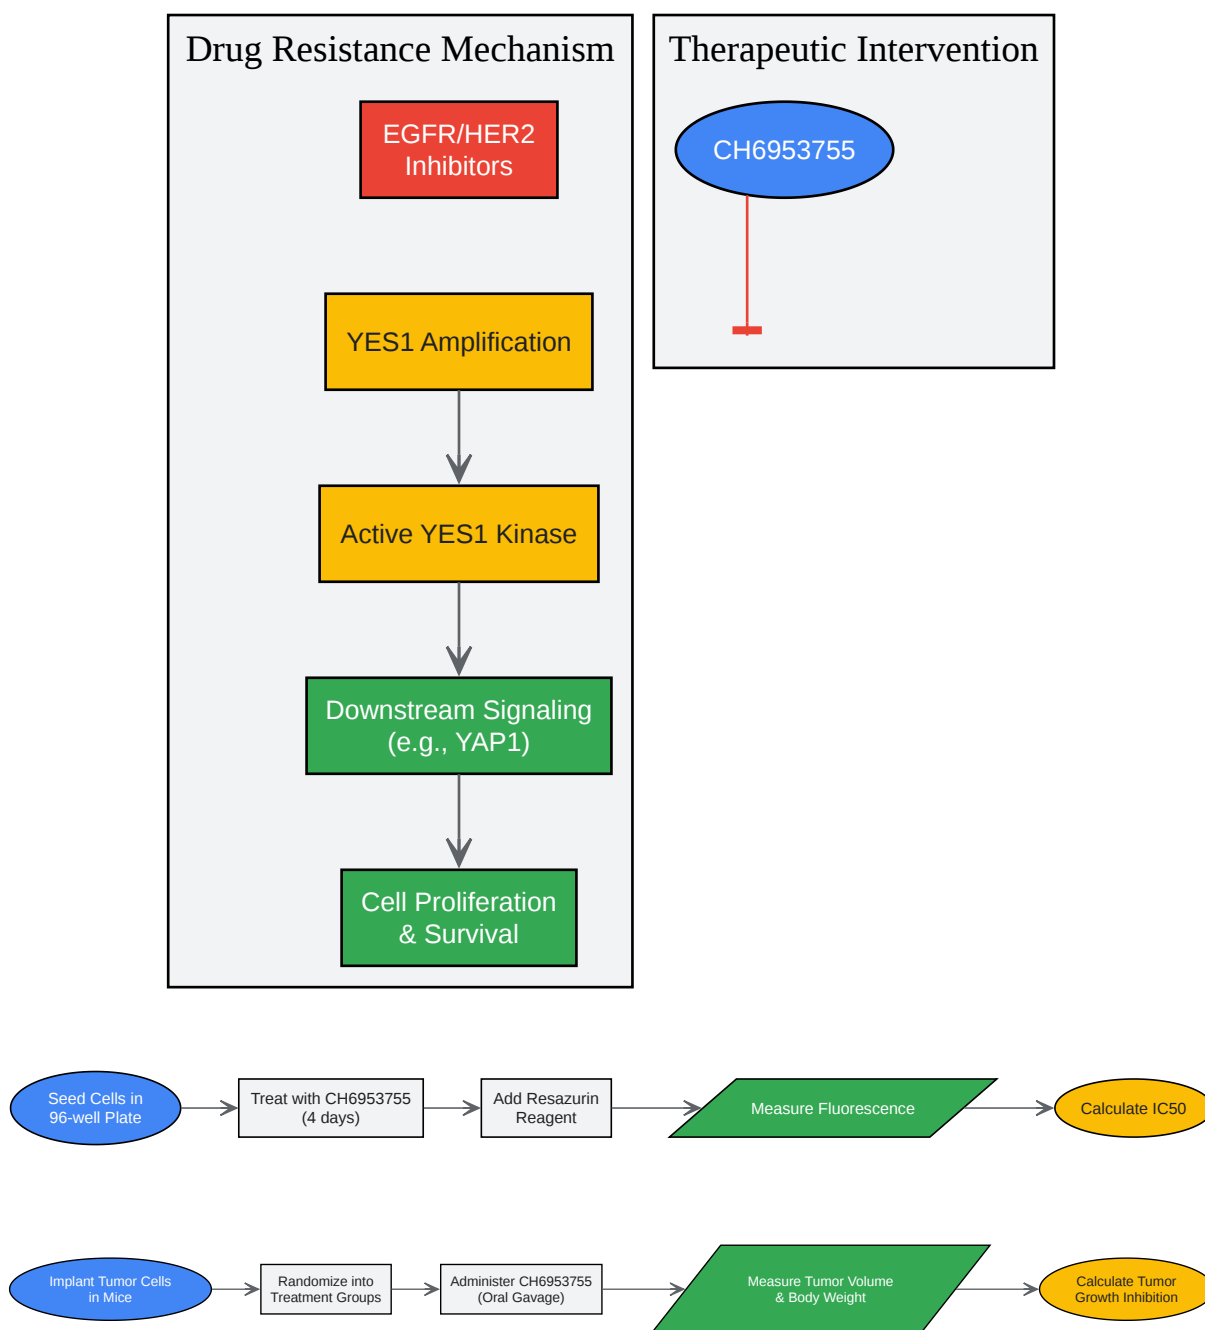 Drug Resistance Mechanism
EGFR/HER2
Inhibitors
YES1 Amplification
Active YES1 Kinase
Downstream Signaling
(e.g., YAP1)
Cell Proliferation
& Survival
Therapeutic Intervention
CH6953755
Seed Cells in
96-well Plate
Treat with CH6953755
(4 days)
Add Resazurin
Reagent
Measure Fluorescence
Calculate IC50
Implant Tumor Cells
in Mice
Randomize into
Treatment Groups
Administer CH6953755
(Oral Gavage)
Measure Tumor Volume
& Body Weight
Calculate Tumor
Growth Inhibition